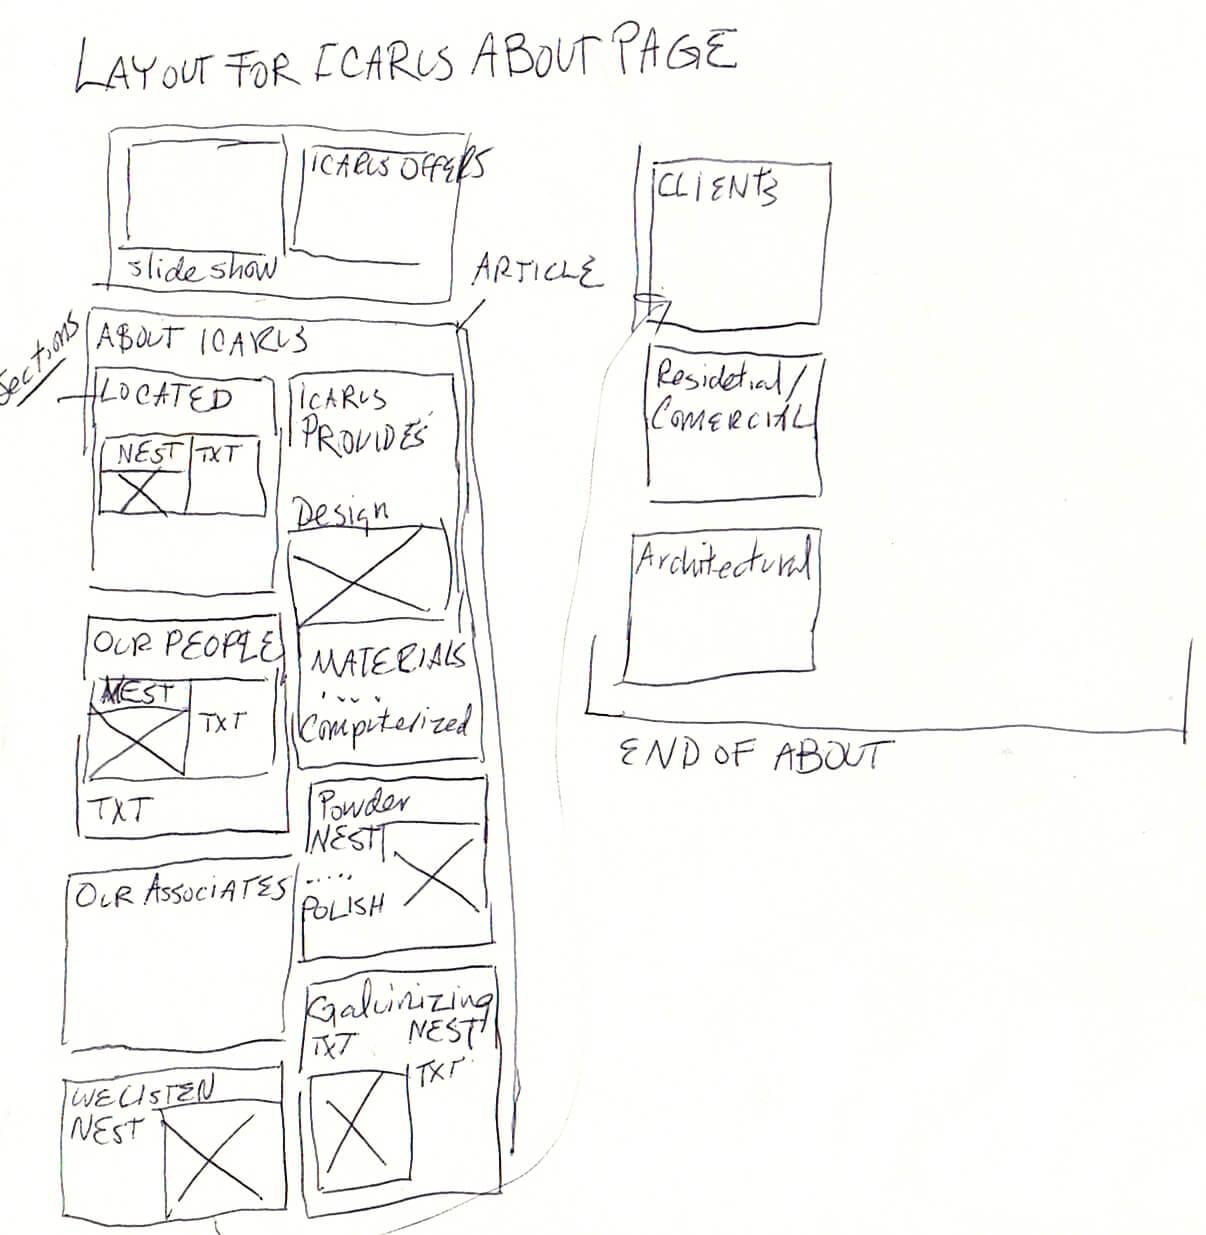 LAYOUT FOR ICARUS ABOUT PAGE
ICARUS OFFERS
slide show
ARTICLE
Sections
ABOUT ICARUS
LOCATED
NEST TXT
ICARUS
PROVIDES
Design
MATERIALS
....
Computerized
OUR PEOPLE
NEST
TXT
TXT
Powder
NEST
.....
POLISH
OUR ASSOCIATES
Galvinizing
TXT NEST
TXT
WE LISTEN
NEST
CLIENTS
Residetial/
COMERCIAL
Architectural
END OF ABOUT